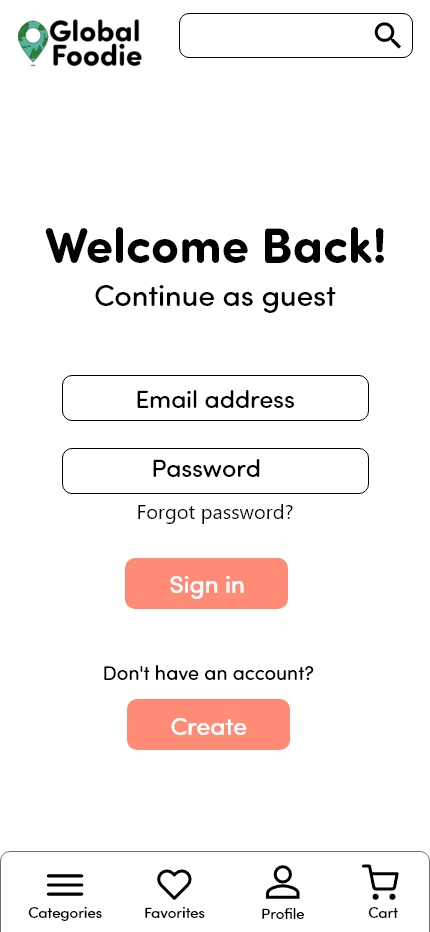 Global
Foodie
Welcome Back!
Continue as guest
Email address
Password
Forgot password?
Sign in
Don't have an account?
Create
Categories
Favorites
Profile
Cart